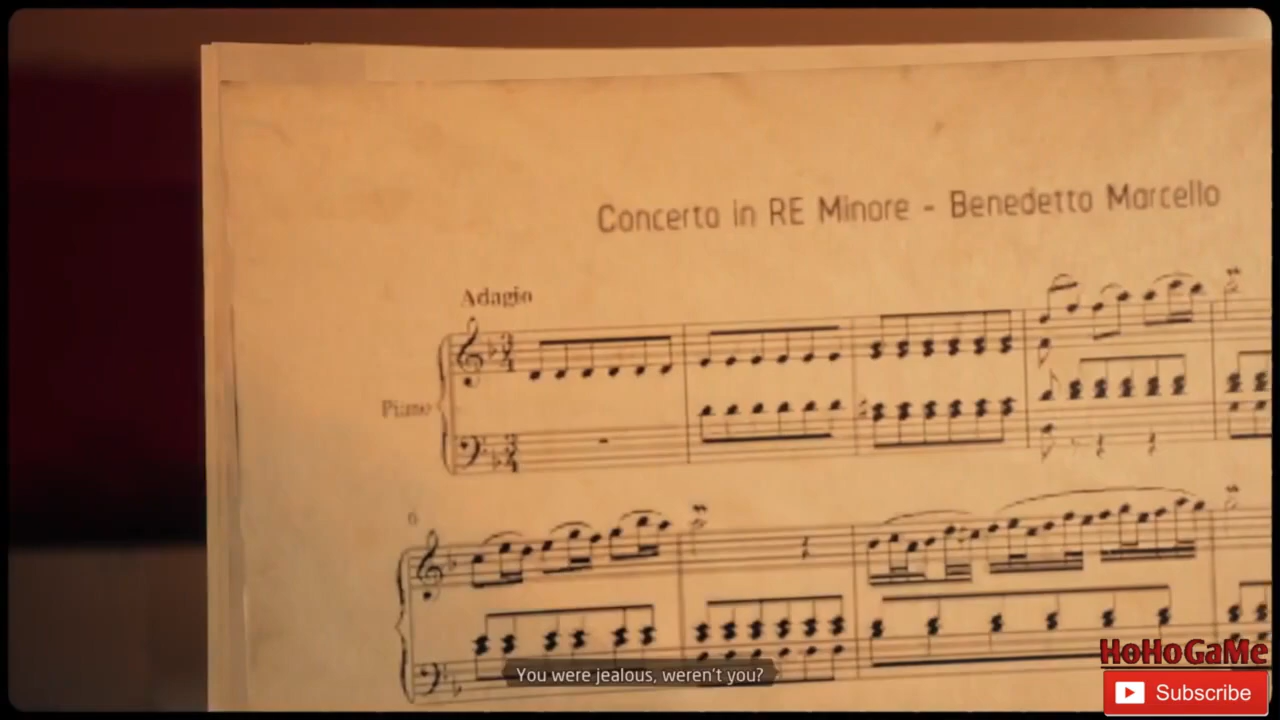 Concerto in RE Minore - Benedetto Marcello
Adagio
Piano
6
You were jealous, weren't you?
HoHoGaMe
Subscribe